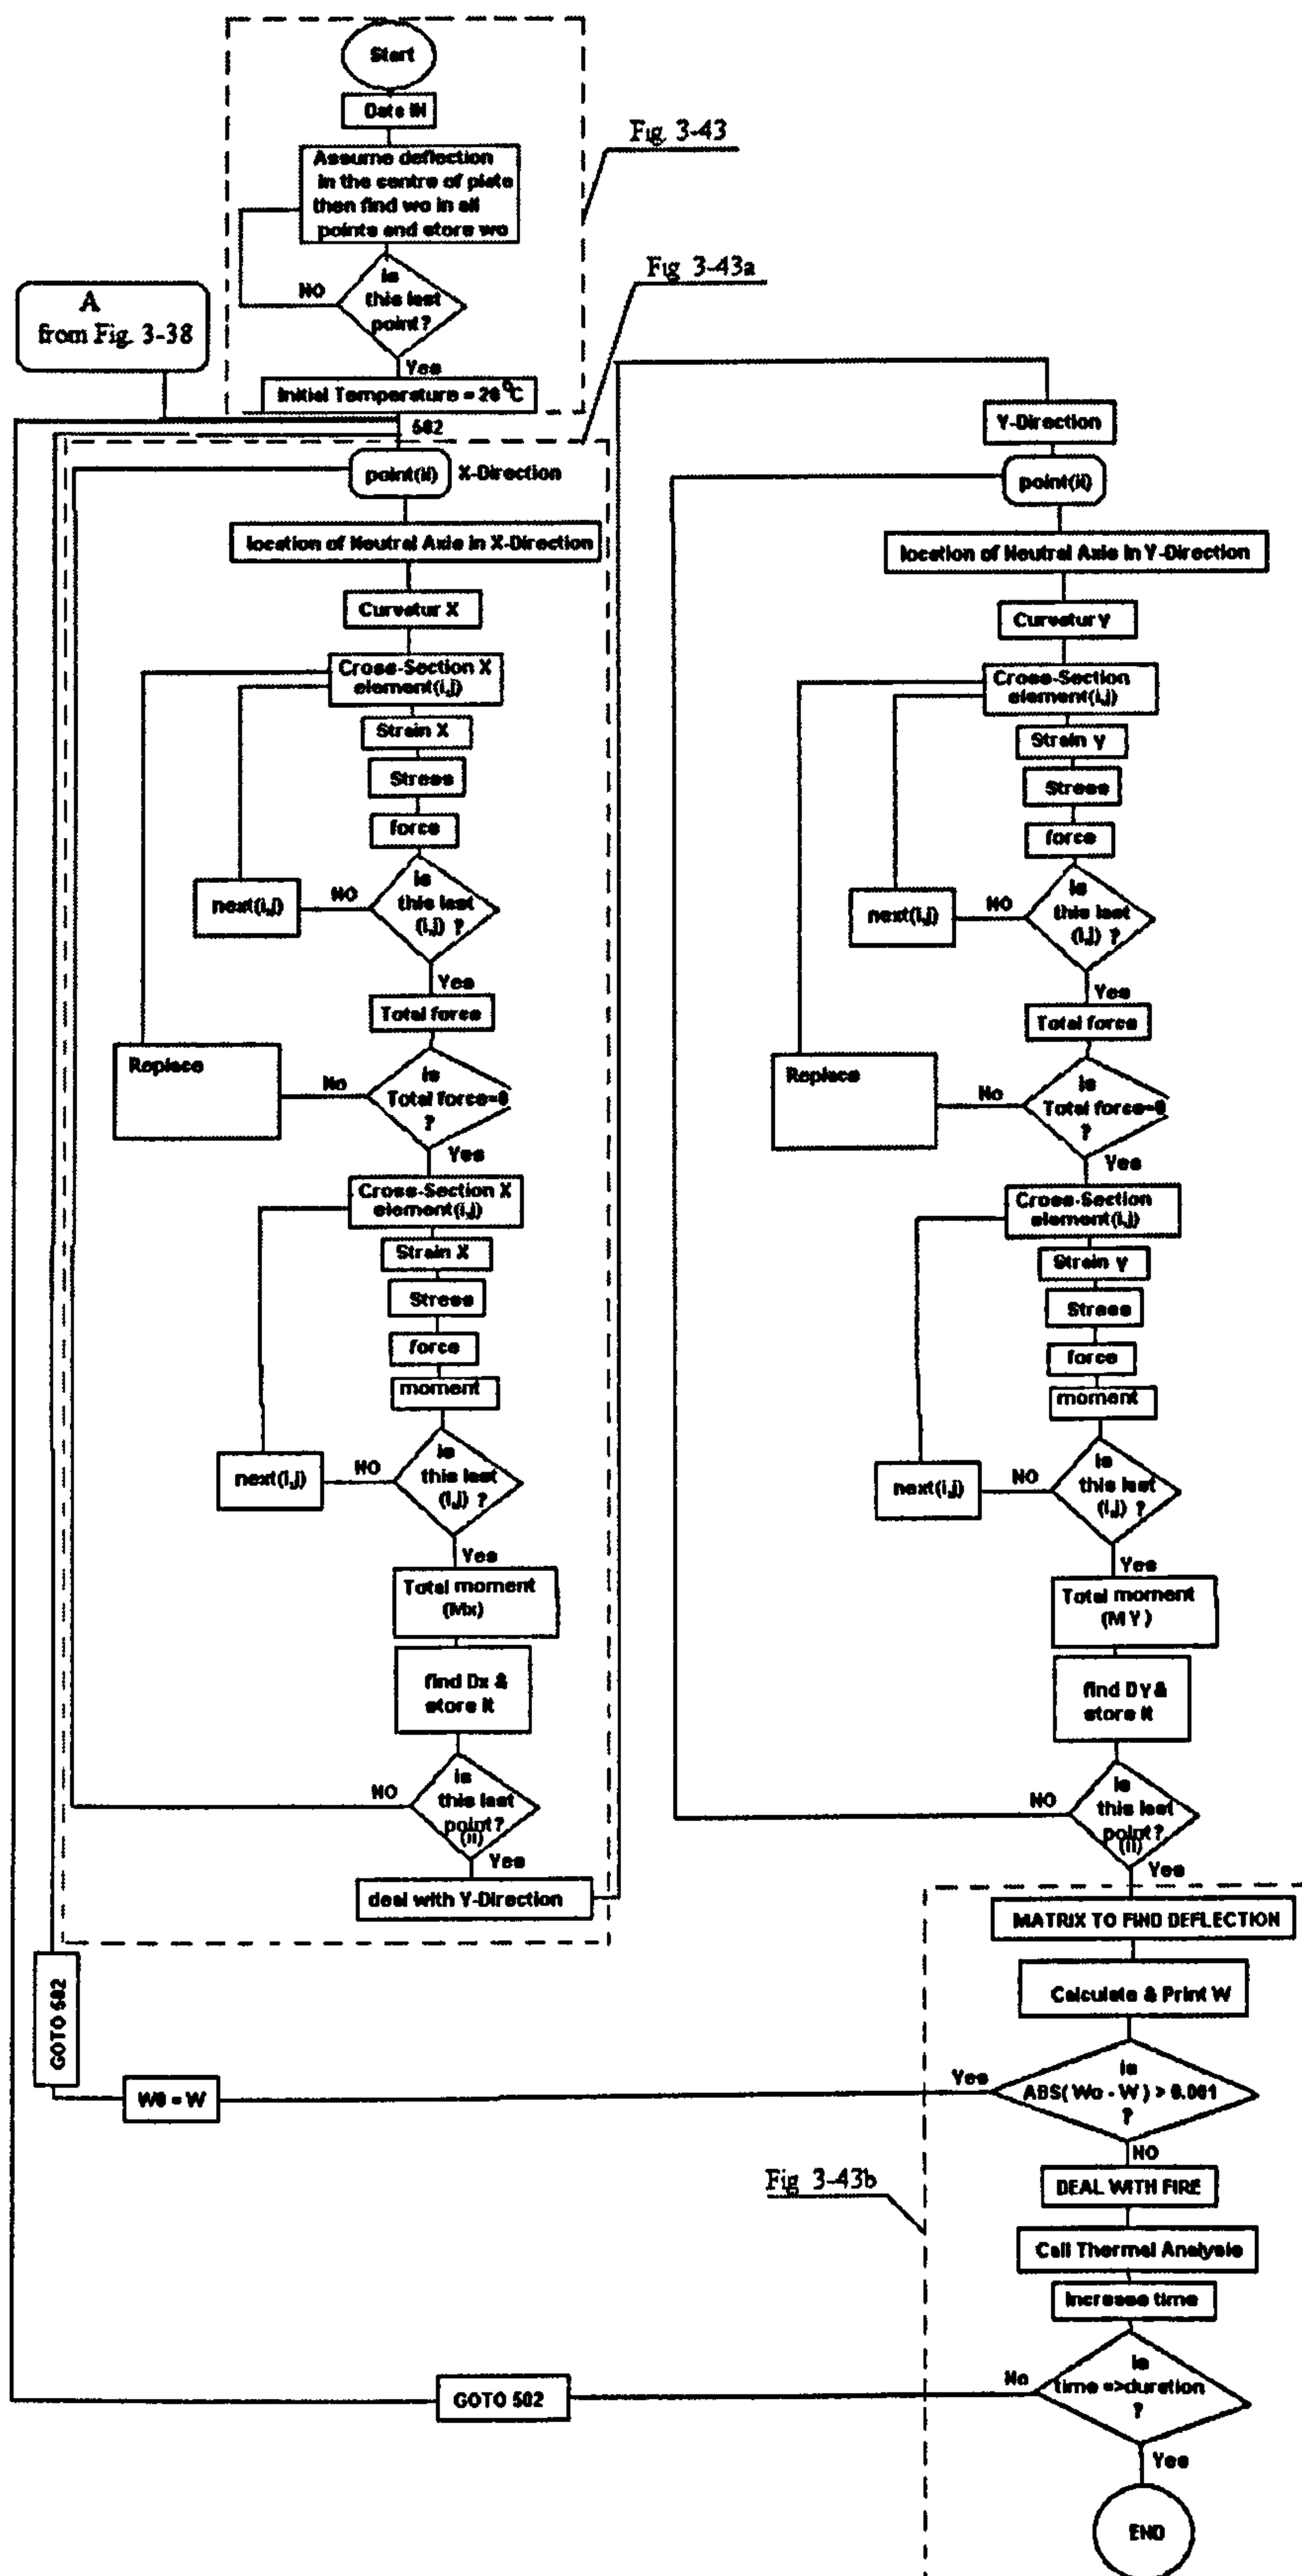 Start
Date IN
Assume deflection
in the centre of plate
then find wo in all
points and store wo
is
this last
point?
NO
Yes
Initial Temperature = 20 °C
Fig. 3-43
Fig 3-43a
A
from Fig. 3-38
502
point(ii)
X-Direction
location of Neutral Axis in X-Direction
Curvatur X
Cross-Section X
element(i,j)
Strain X
Stress
force
is
this last
(i,j) ?
NO
next(i,j)
Yes
Total force
is
Total force=0
?
No
Replace
Yes
Cross-Section X
element(i,j)
Strain X
Stress
force
moment
is
this last
(i,j) ?
NO
next(i,j)
Yes
Total moment
(Mx)
find Dx &
store it
is
this last
point?
(ii)
NO
Yes
deal with Y-Direction
Y-Direction
point(ii)
location of Neutral Axis in Y-Direction
Curvatur Y
Cross-Section
element(i,j)
Strain Y
Stress
force
is
this last
(i,j) ?
NO
next(i,j)
Yes
Total force
is
Total force=0
?
No
Replace
Yes
Cross-Section
element(i,j)
Strain Y
Stress
force
moment
is
this last
(i,j) ?
NO
next(i,j)
Yes
Total moment
(MY)
find DY &
store it
is
this last
point?
(ii)
NO
Yes
MATRIX TO FIND DEFLECTION
Calculate & Print W
is
ABS( Wo - W ) > 0.001
?
Yes
W0 = W
GOTO 502
NO
Fig 3-43b
DEAL WITH FIRE
Call Thermal Analysis
Increase time
is
time =>duration
?
No
GOTO 502
Yes
END